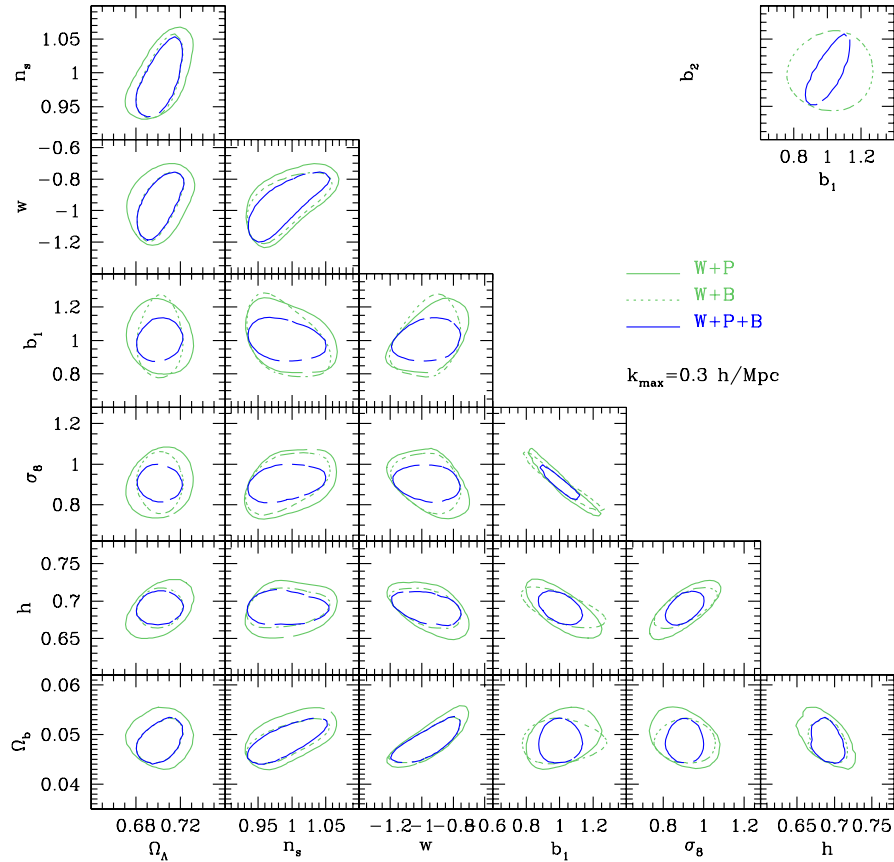 1.05
1
0.95
n_s
b_2
0.8 1 1.2
b_1
−0.6
−0.8
−1
−1.2
w
W+P
W+B
W+P+B
k_max=0.3 h/Mpc
1.2
1
0.8
b_1
1.2
1
0.8
σ_8
0.75
0.7
0.65
h
0.06
0.05
0.04
Ω_b
0.68 0.72
0.95 1 1.05
−1.2 −1 −0.8 −0.6
0.8 1 1.2
0.8 1 1.2
0.65 0.7 0.75
Ω_Λ n_s w b_1 σ_8 h